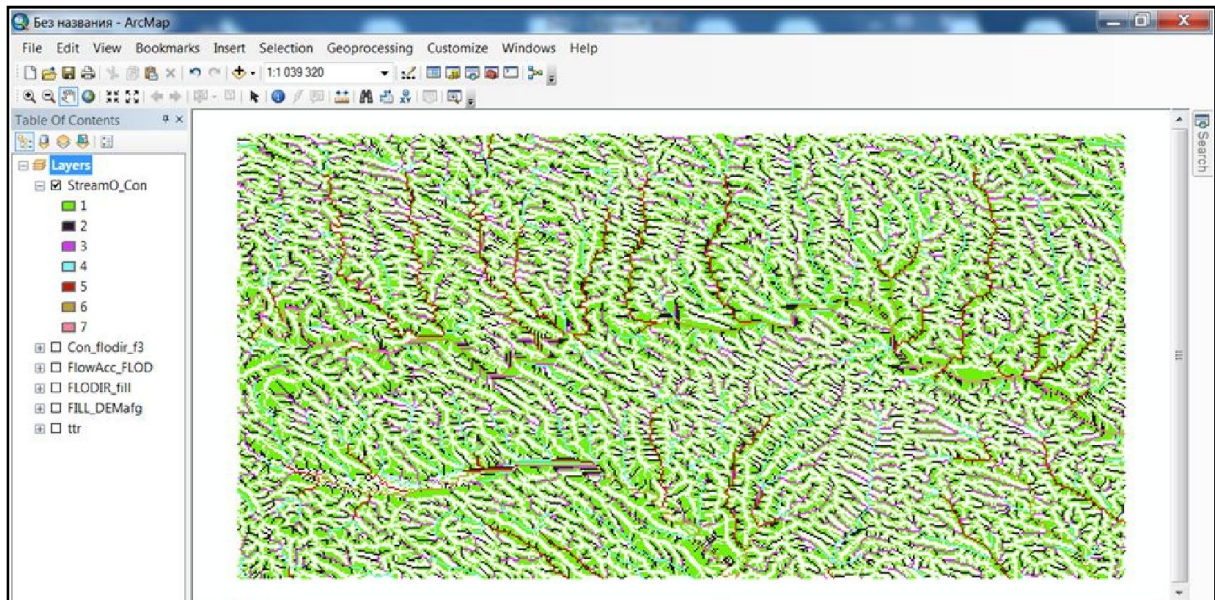 Без названия - ArcMap
File Edit View Bookmarks Insert Selection Geoprocessing Customize Windows Help
1:1 039 320
Table Of Contents
Layers
StreamO_Con
1
2
3
4
5
6
7
Con_flodir_f3
FlowAcc_FLOD
FLODIR_fill
FILL_DEMafg
ttr
Search